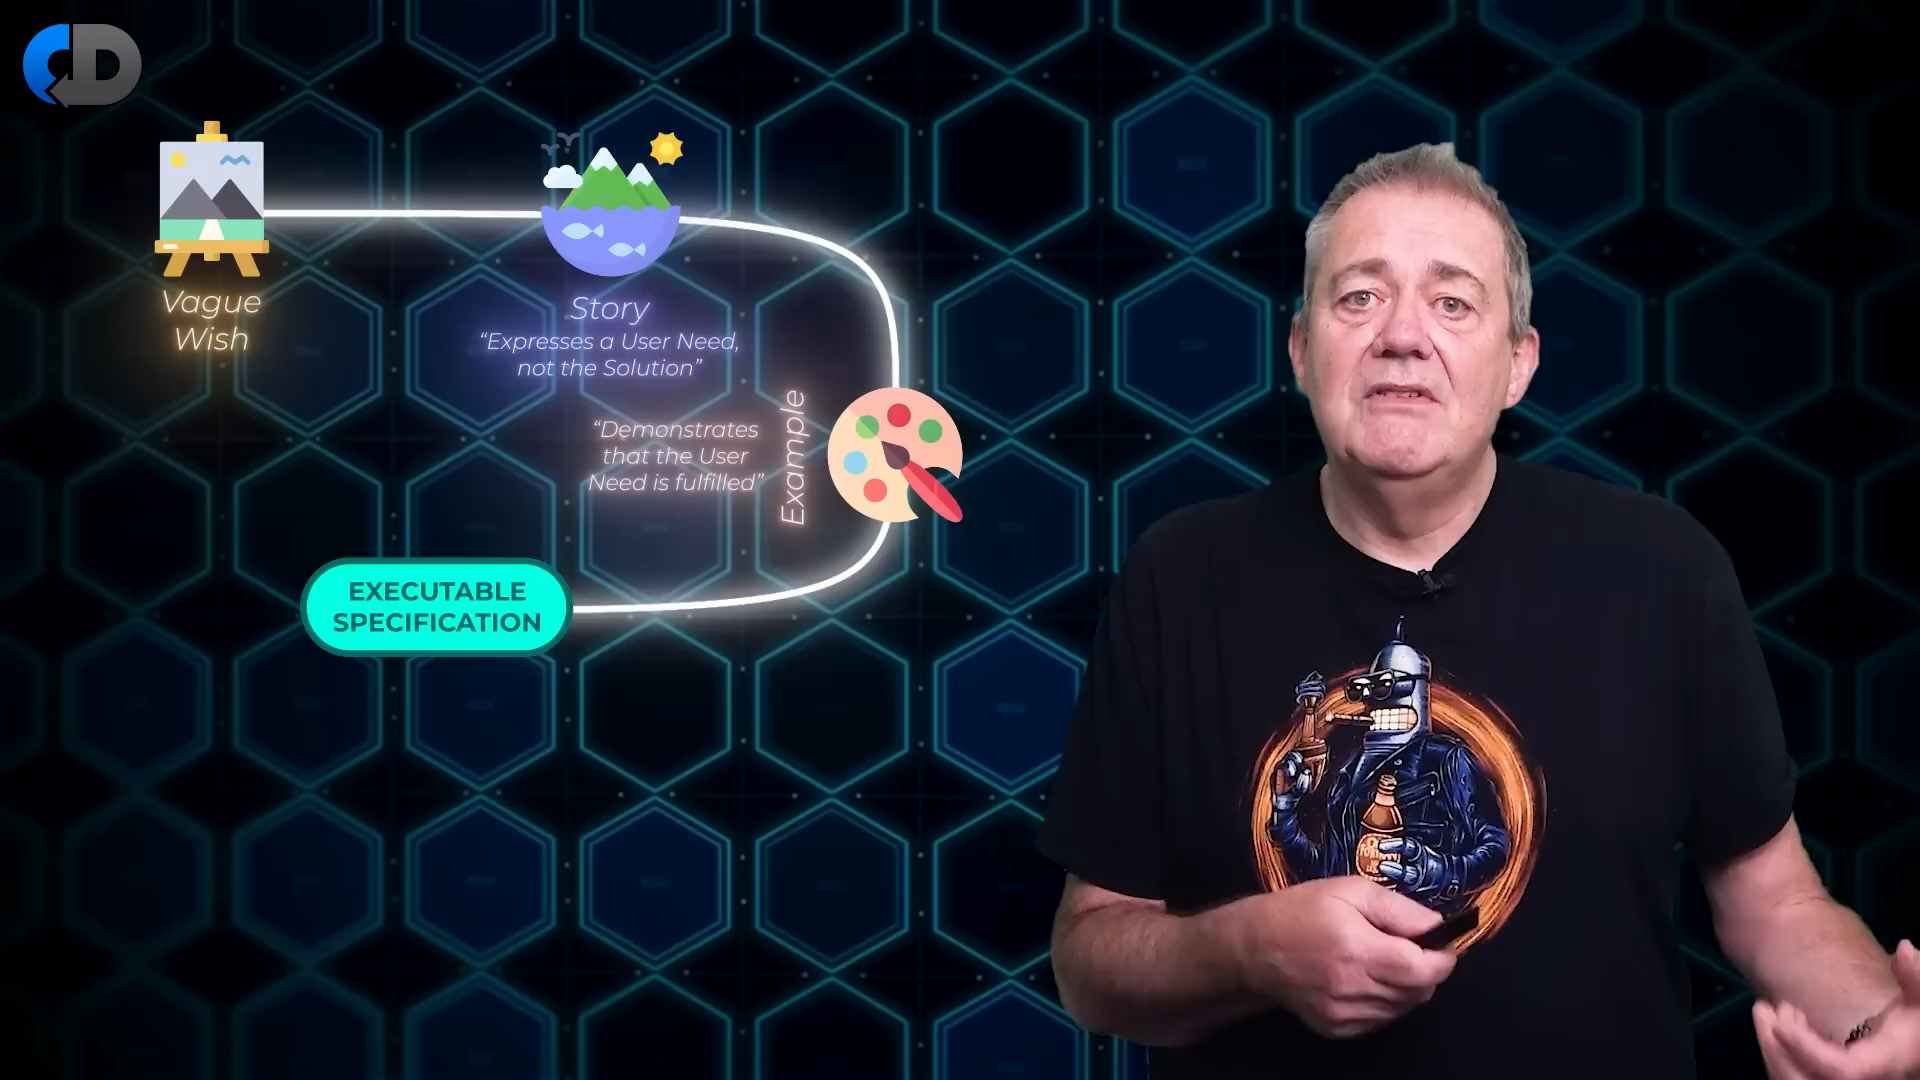 CD
Vague
Wish
Story
“Expresses a User Need,
not the Solution”
Example
“Demonstrates
that the User
Need is fulfilled”
EXECUTABLE
SPECIFICATION